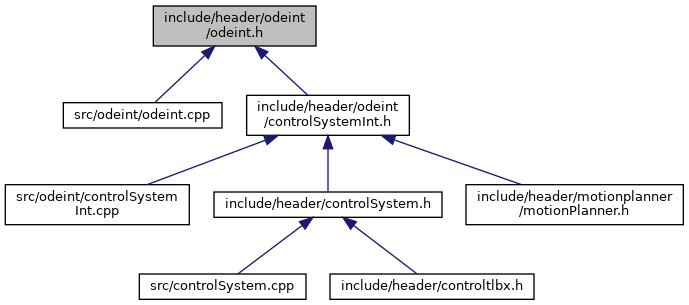 include/header/odeint
/odeint.h
src/odeint/odeint.cpp
include/header/odeint
/controlSystemInt.h
src/odeint/controlSystem
Int.cpp
include/header/controlSystem.h
include/header/motionplanner
/motionPlanner.h
src/controlSystem.cpp
include/header/controltlbx.h